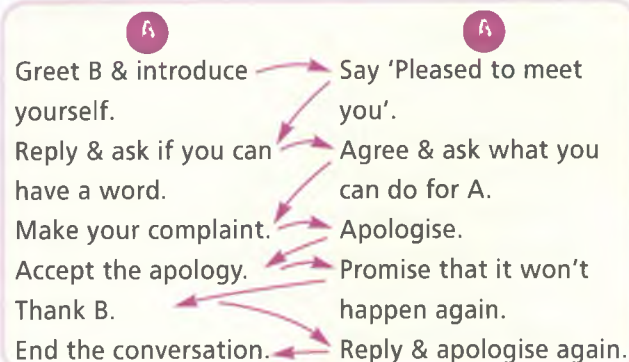 A
Greet B & introduce
yourself.
Reply & ask if you can
have a word.
Make your complaint.
Accept the apology.
Thank B.
End the conversation.
A
Say 'Pleased to meet
you'.
Agree & ask what you
can do for A.
Apologise.
Promise that it won't
happen again.
Reply & apologise again.